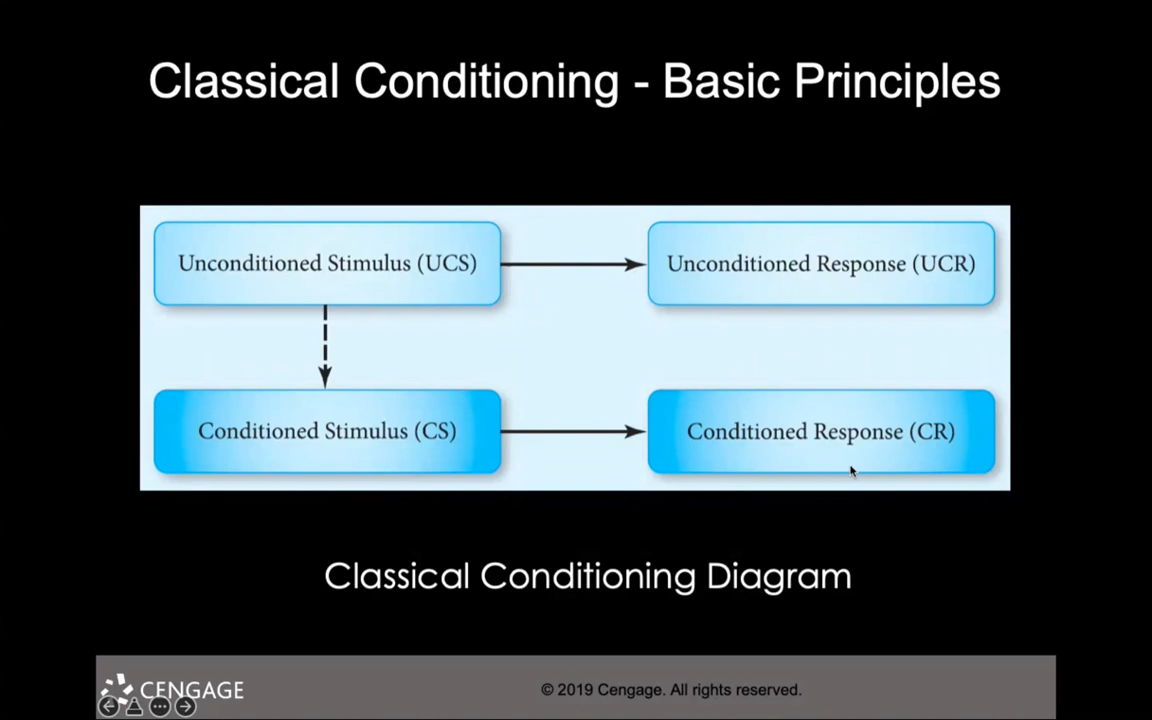 Classical Conditioning - Basic Principles
Unconditioned Stimulus (UCS)
Unconditioned Response (UCR)
Conditioned Stimulus (CS)
Conditioned Response (CR)
Classical Conditioning Diagram
CENGAGE
© 2019 Cengage. All rights reserved.